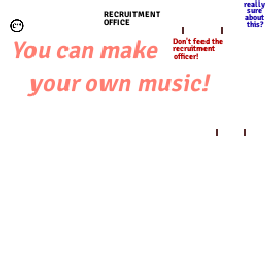 really
sure
about
this?
RECRUITMENT
OFFICE
Don't feed the
recruitment
officer!
You can make
your own music!